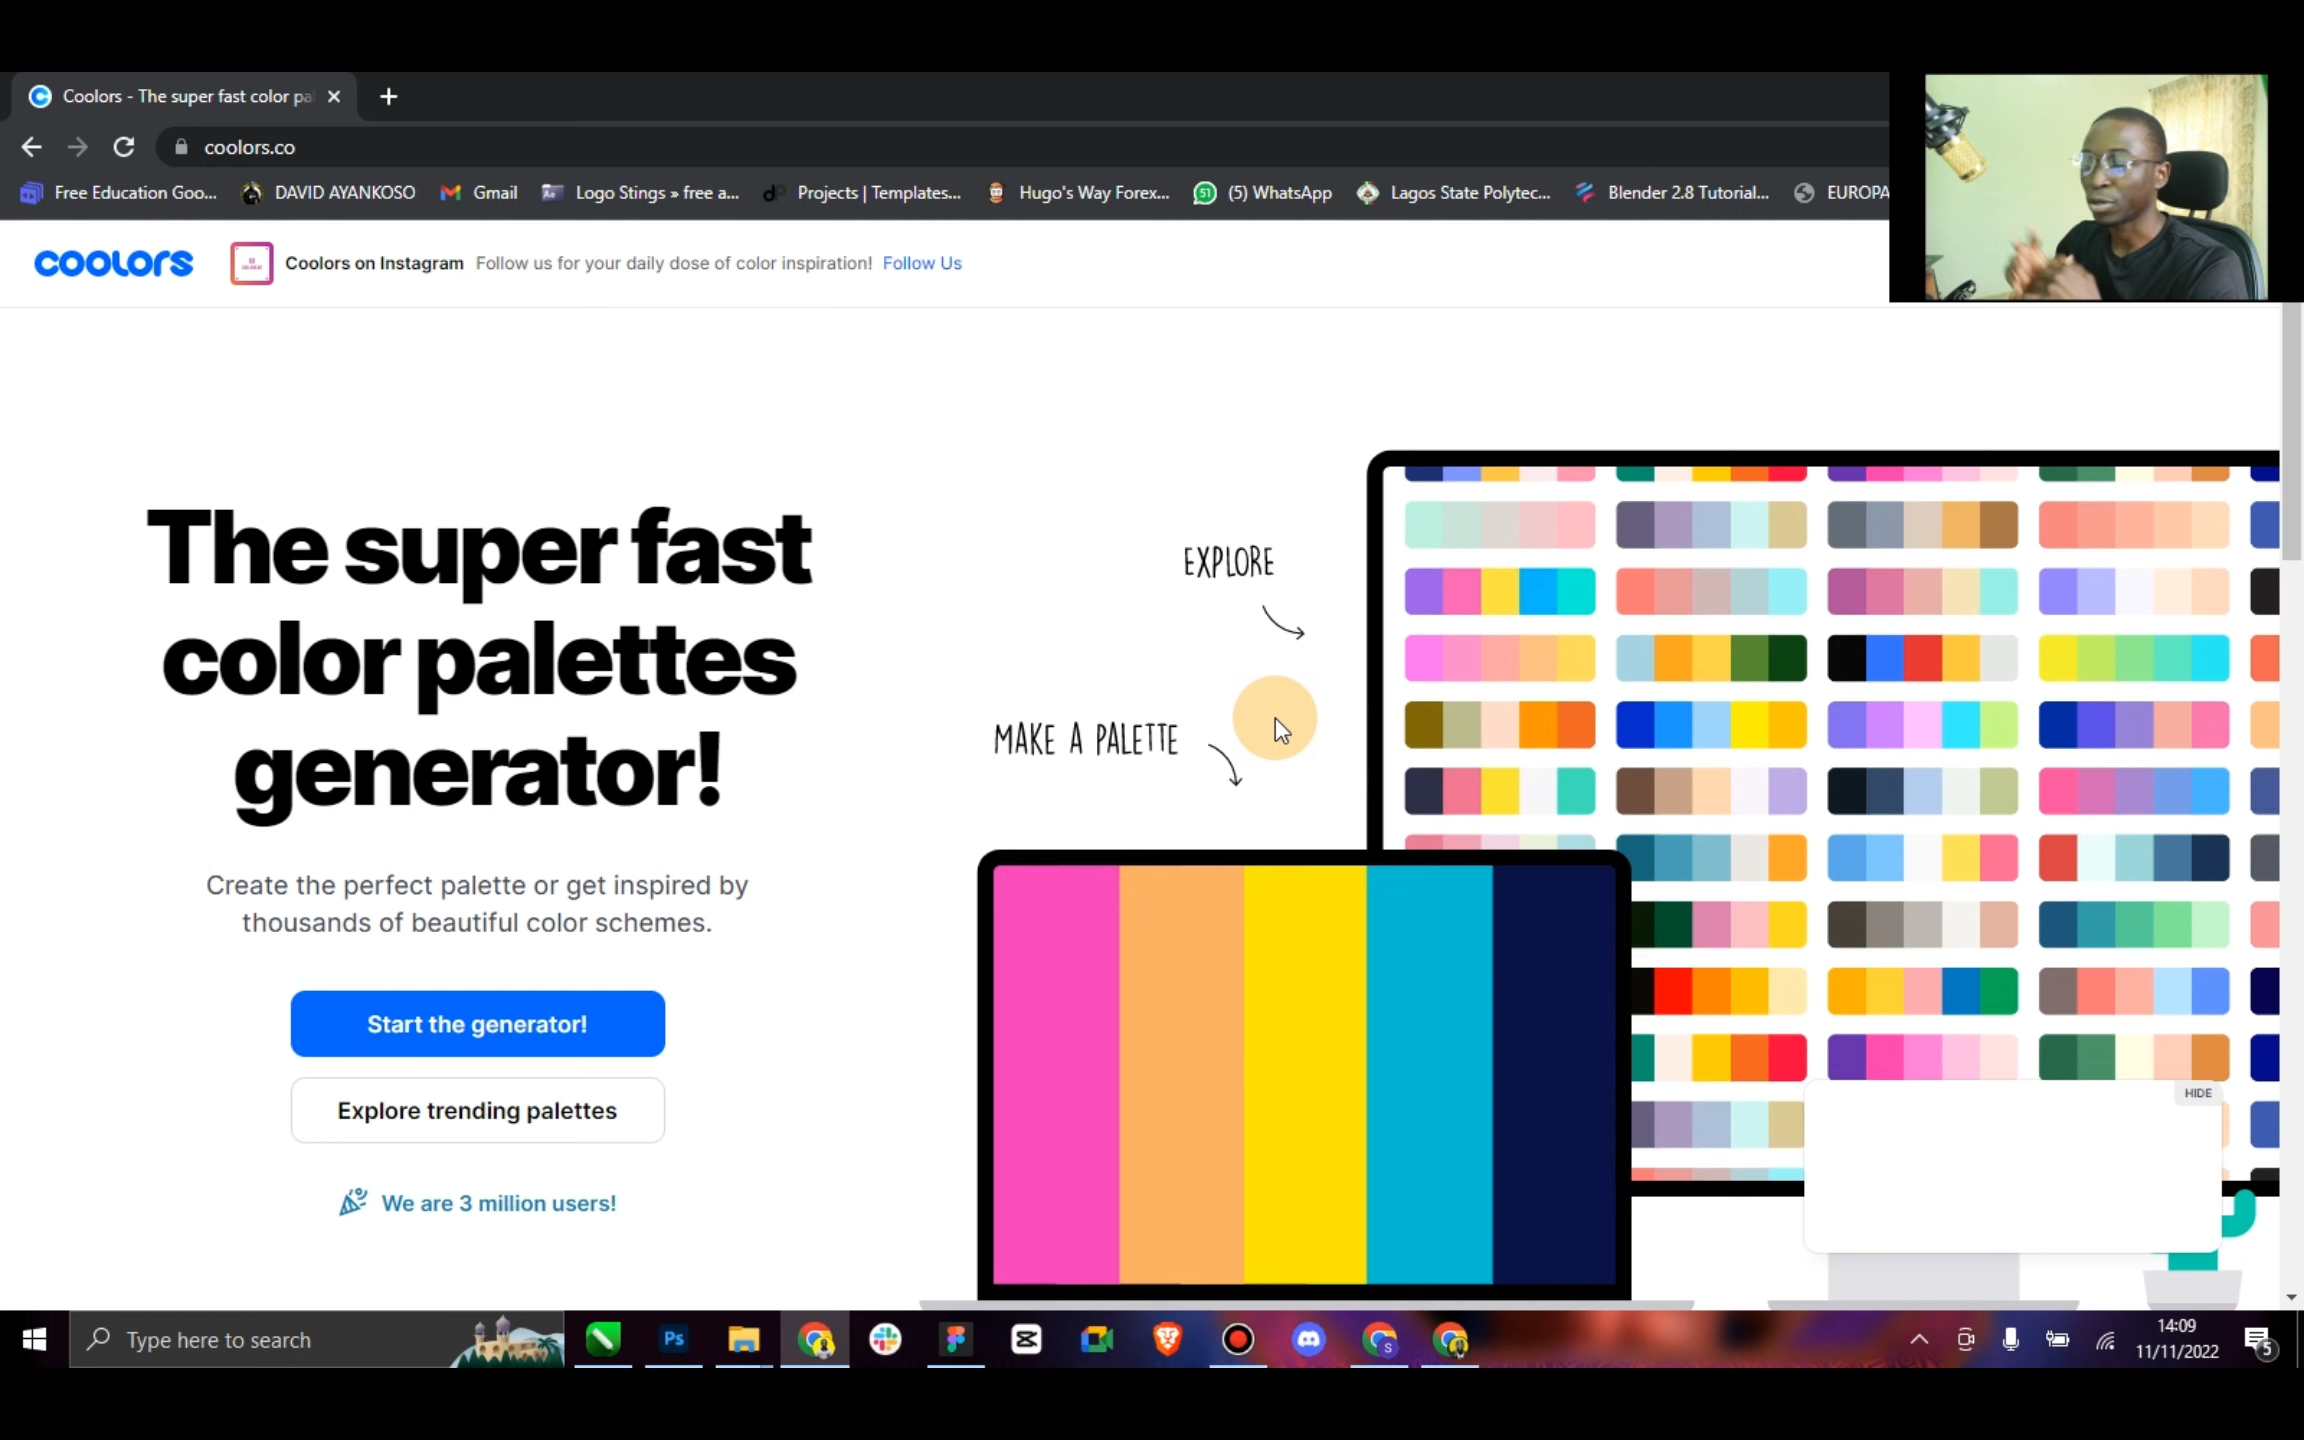 Coolors - The super fast color pa
coolors.co
Free Education Goo...
DAVID AYANKOSO
Gmail
Logo Stings » free a...
Projects | Templates...
Hugo's Way Forex...
(5) WhatsApp
Lagos State Polytec...
Blender 2.8 Tutorial...
EUROPA
coolors
Coolors on Instagram Follow us for your daily dose of color inspiration! Follow Us
The super fast
color palettes
generator!
Create the perfect palette or get inspired by
thousands of beautiful color schemes.
Start the generator!
Explore trending palettes
We are 3 million users!
EXPLORE
MAKE A PALETTE
HIDE
Type here to search
Ps
S
14:09
11/11/2022
5